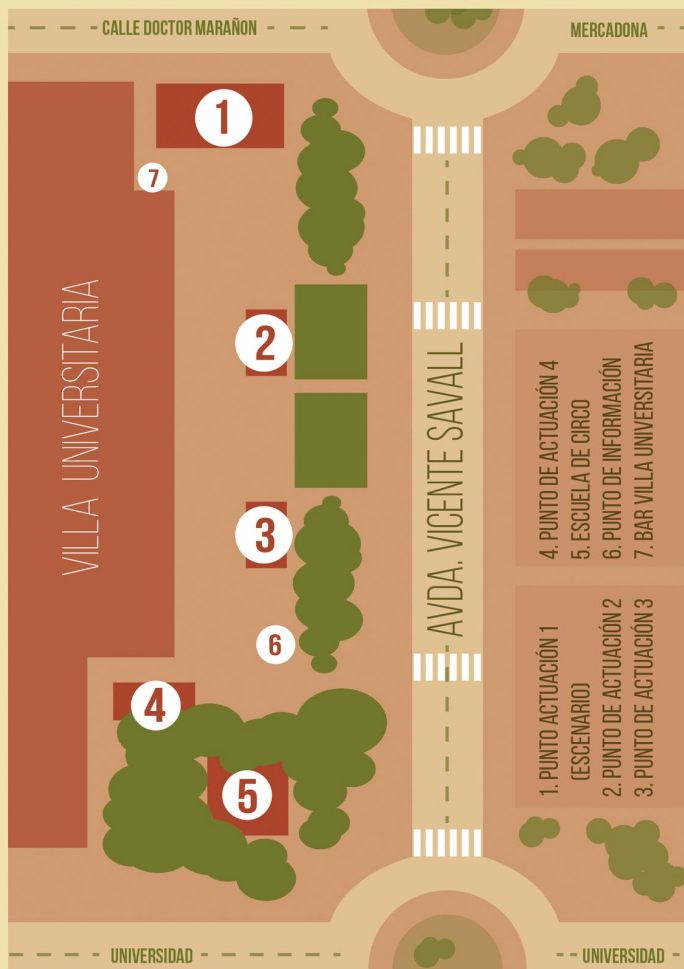 CALLE DOCTOR MARAÑON
MERCADONA
1
7
2
VILLA UNIVERSITARIA
AVDA. VICENTE SAVALL
3
6
4
5
1. PUNTO ACTUACIÓN 1
(ESCENARIO)
2. PUNTO DE ACTUACIÓN 2
3. PUNTO DE ACTUACIÓN 3
4. PUNTO DE ACTUACIÓN 4
5. ESCUELA DE CIRCO
6. PUNTO DE INFORMACIÓN
7. BAR VILLA UNIVERSITARIA
UNIVERSIDAD
UNIVERSIDAD